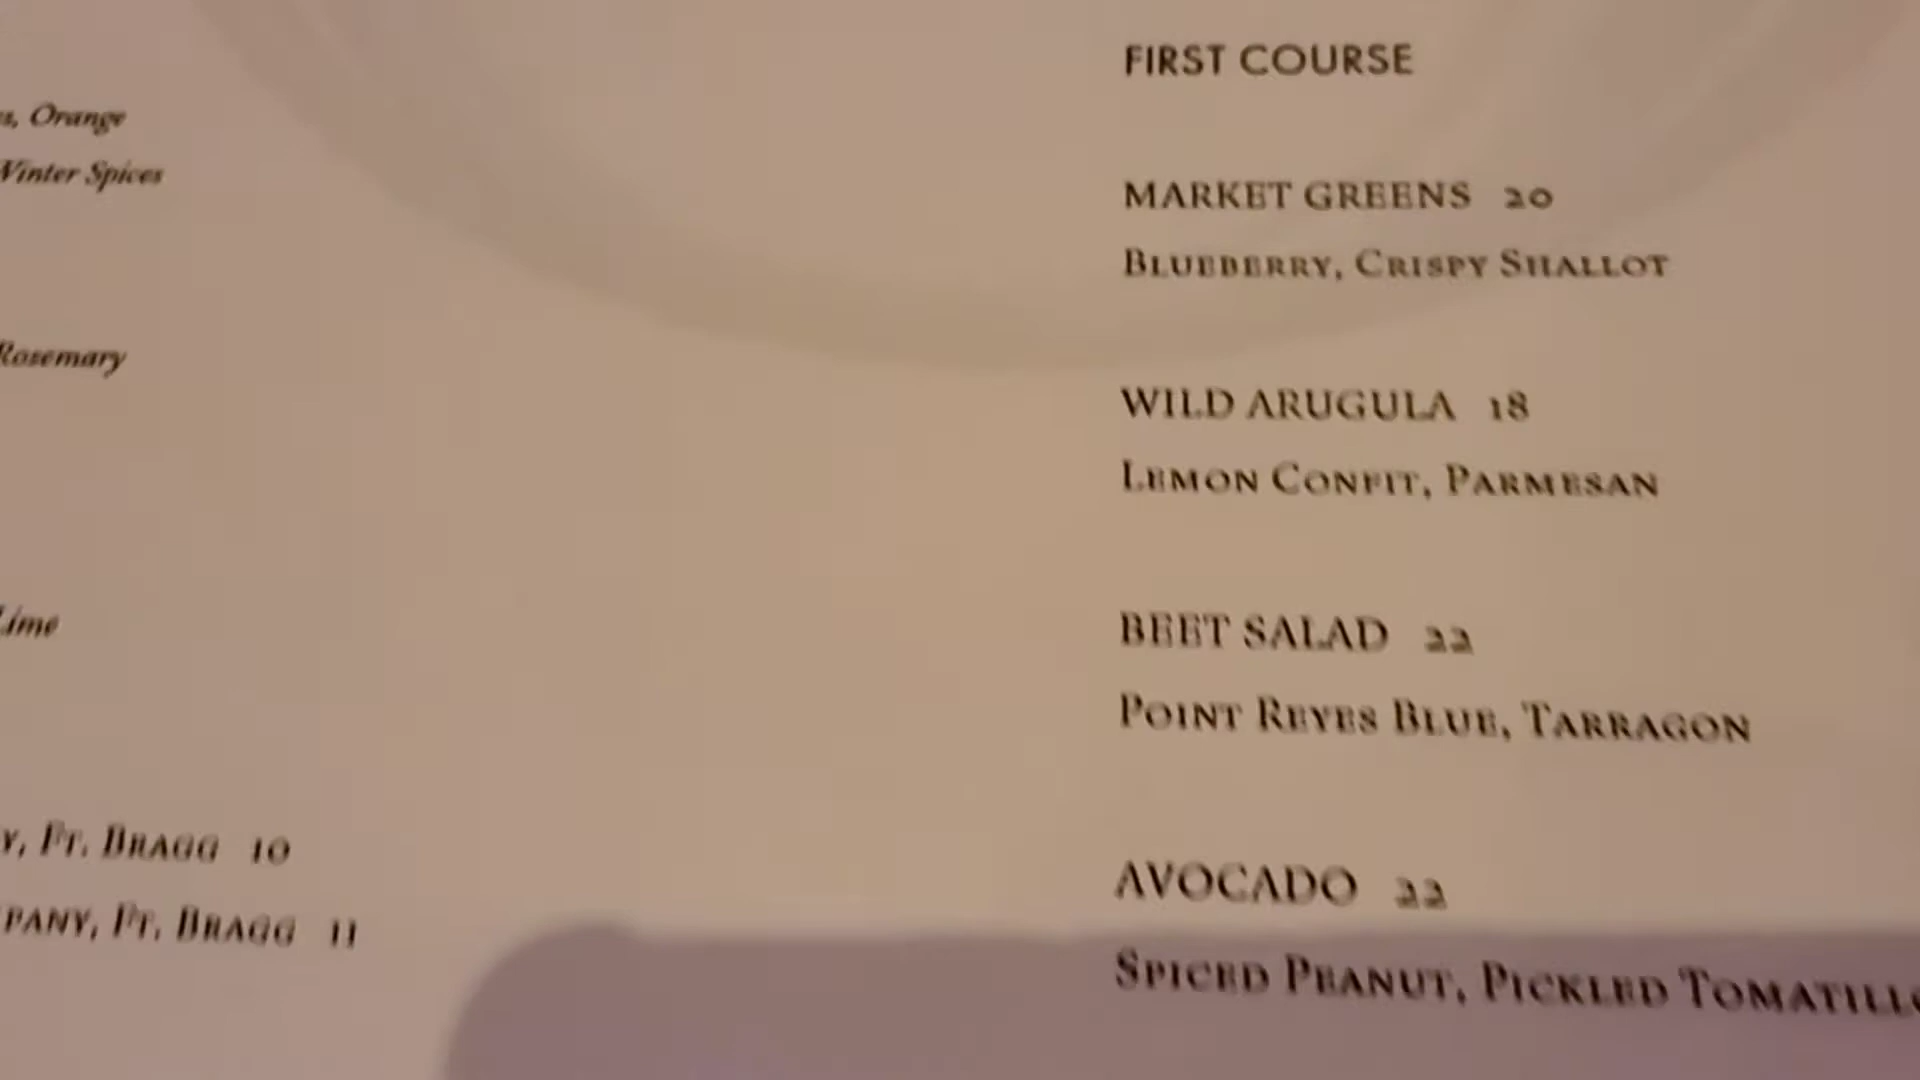 Orange
Winter Spices
Rosemary
Lime
Ft. Bragg 10
Ft. Bragg 11
FIRST COURSE
MARKET GREENS 20
Blueberry, Crispy Shallot
WILD ARUGULA 18
Lemon Confit, Parmesan
BEET SALAD 22
Point Reyes Blue, Tarragon
AVOCADO 22
Spiced Peanut, Pickled Tomatillo